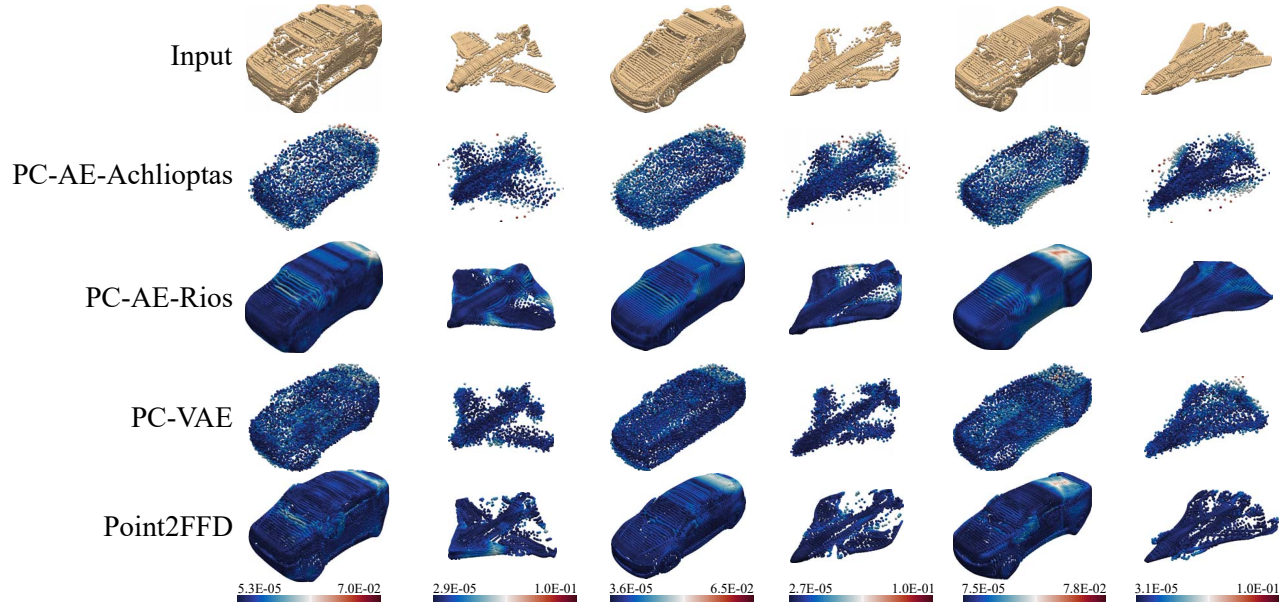 Input
PC-AE-Achlioptas
PC-AE-Rios
PC-VAE
Point2FFD
5.3E-05 7.0E-02 2.9E-05 1.0E-01 3.6E-05 6.5E-02 2.7E-05 1.0E-01 7.5E-05 7.8E-02 3.1E-05 1.0E-01